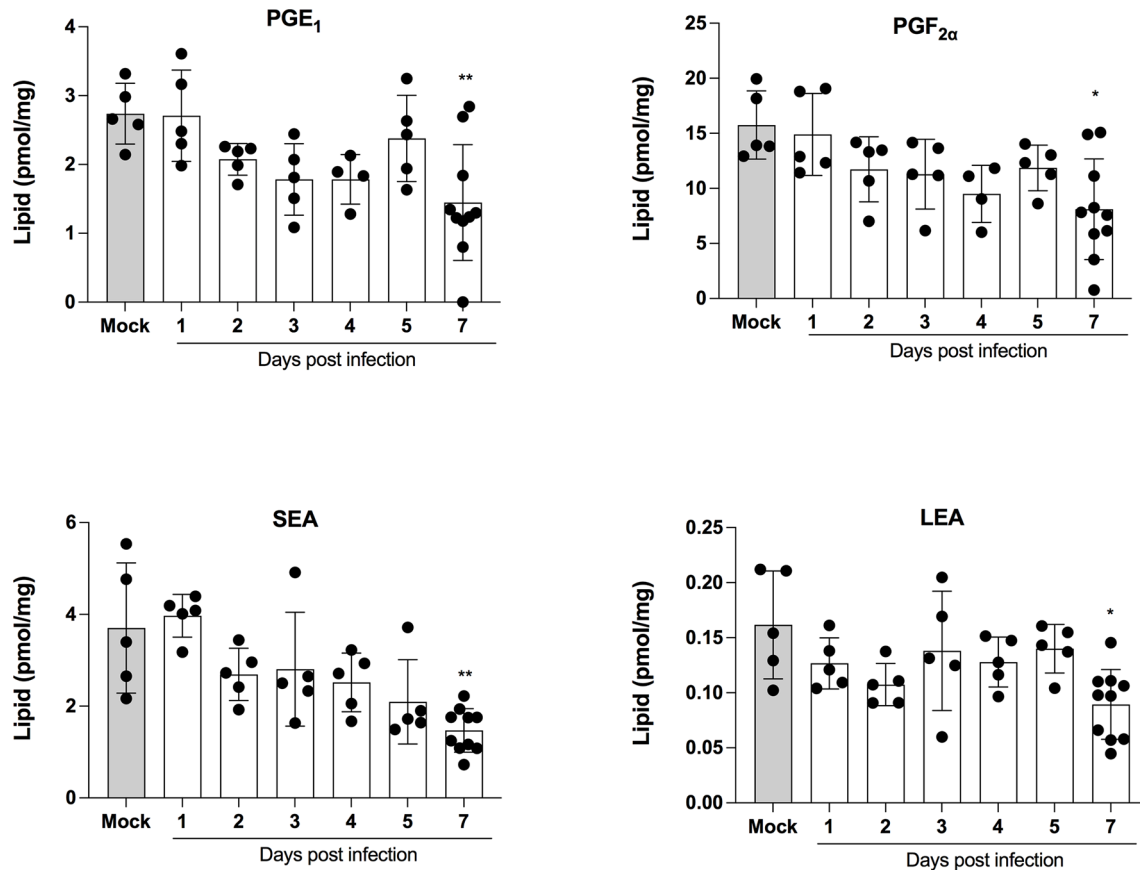 PGE₁
Lipid (pmol/mg)
4
3
2
1
0
**
Mock 1 2 3 4 5 7
Days post infection
PGF₂α
Lipid (pmol/mg)
25
20
15
10
5
0
*
Mock 1 2 3 4 5 7
Days post infection
SEA
Lipid (pmol/mg)
6
4
2
0
**
Mock 1 2 3 4 5 7
Days post infection
LEA
Lipid (pmol/mg)
0.25
0.20
0.15
0.10
0.05
0.00
*
Mock 1 2 3 4 5 7
Days post infection